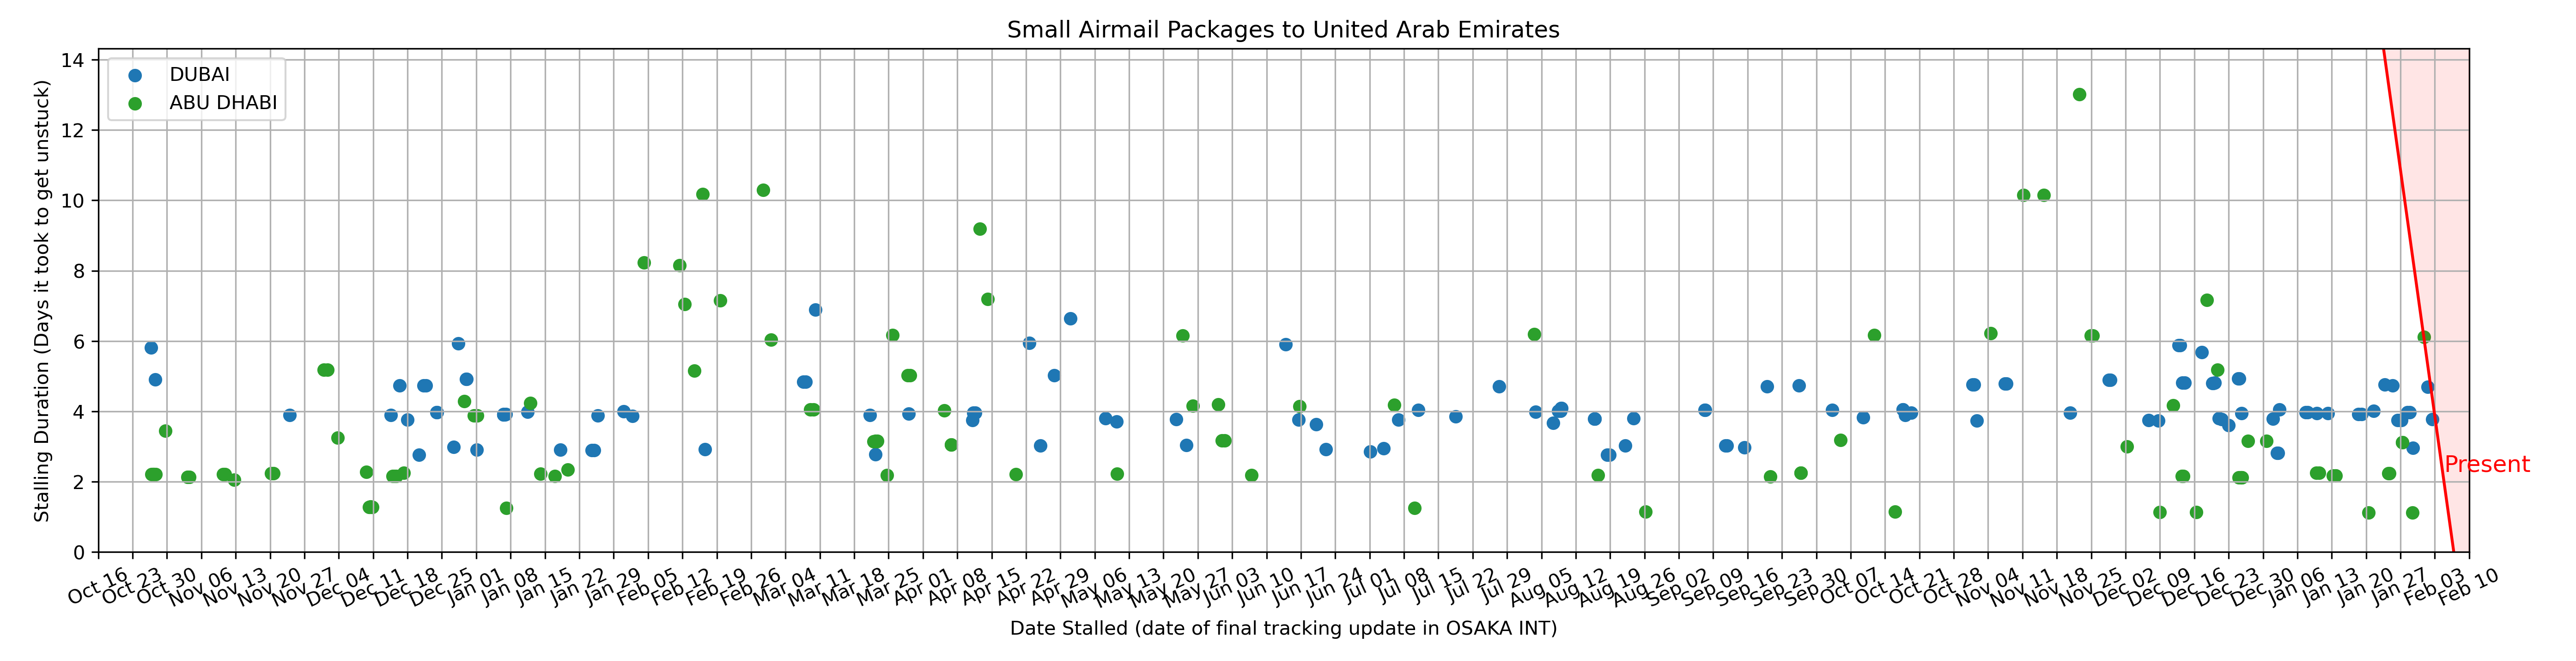 Small Airmail Packages to United Arab Emirates
Stalling Duration (Days it took to get unstuck)
14
12
10
8
6
4
2
0
DUBAI
ABU DHABI
Present
Oct 16
Oct 23
Oct 30
Nov 06
Nov 13
Nov 20
Nov 27
Dec 04
Dec 11
Dec 18
Dec 25
Jan 01
Jan 08
Jan 15
Jan 22
Jan 29
Feb 05
Feb 12
Feb 19
Feb 26
Mar 04
Mar 11
Mar 18
Mar 25
Apr 01
Apr 08
Apr 15
Apr 22
Apr 29
May 06
May 13
May 20
May 27
Jun 03
Jun 10
Jun 17
Jun 24
Jul 01
Jul 08
Jul 15
Jul 22
Jul 29
Aug 05
Aug 12
Aug 19
Aug 26
Sep 02
Sep 09
Sep 16
Sep 23
Sep 30
Oct 07
Oct 14
Oct 21
Oct 28
Nov 04
Nov 11
Nov 18
Nov 25
Dec 02
Dec 09
Dec 16
Dec 23
Dec 30
Jan 06
Jan 13
Jan 20
Jan 27
Feb 03
Feb 10
Date Stalled (date of final tracking update in OSAKA INT)